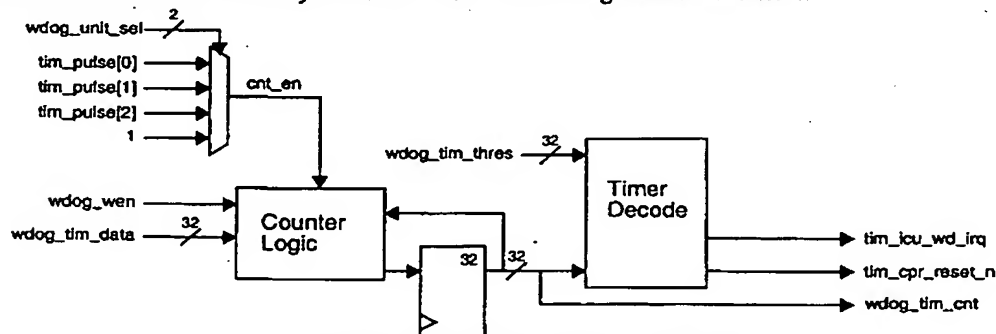 wdog_unit_sel
2
tim_pulse[0]
tim_pulse[1]
tim_pulse[2]
1
cnt_en
wdog_tim_thres
32
Timer
Decode
wdog_wen
wdog_tim_data
32
Counter
Logic
32
32
tim_icu_wd_irq
tim_cpr_reset_n
wdog_tim_cnt